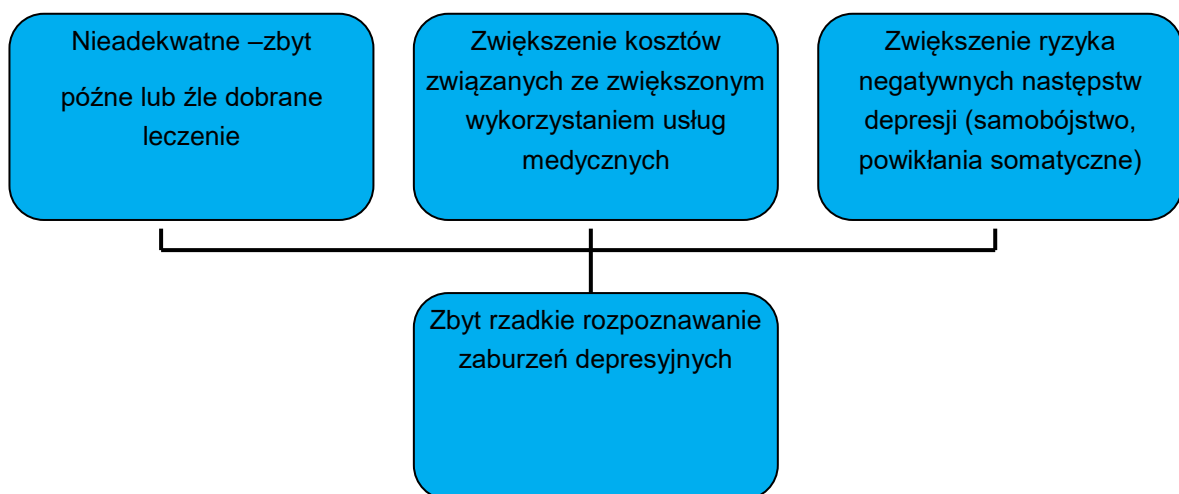 Nieadekwatne –zbyt
późne lub źle dobrane
leczenie
Zwiększenie kosztów
związanych ze zwiększonym
wykorzystaniem usług
medycznych
Zwiększenie ryzyka
negatywnych następstw
depresji (samobójstwo,
powikłania somatyczne)
Zbyt rzadkie rozpoznawanie
zaburzeń depresyjnych